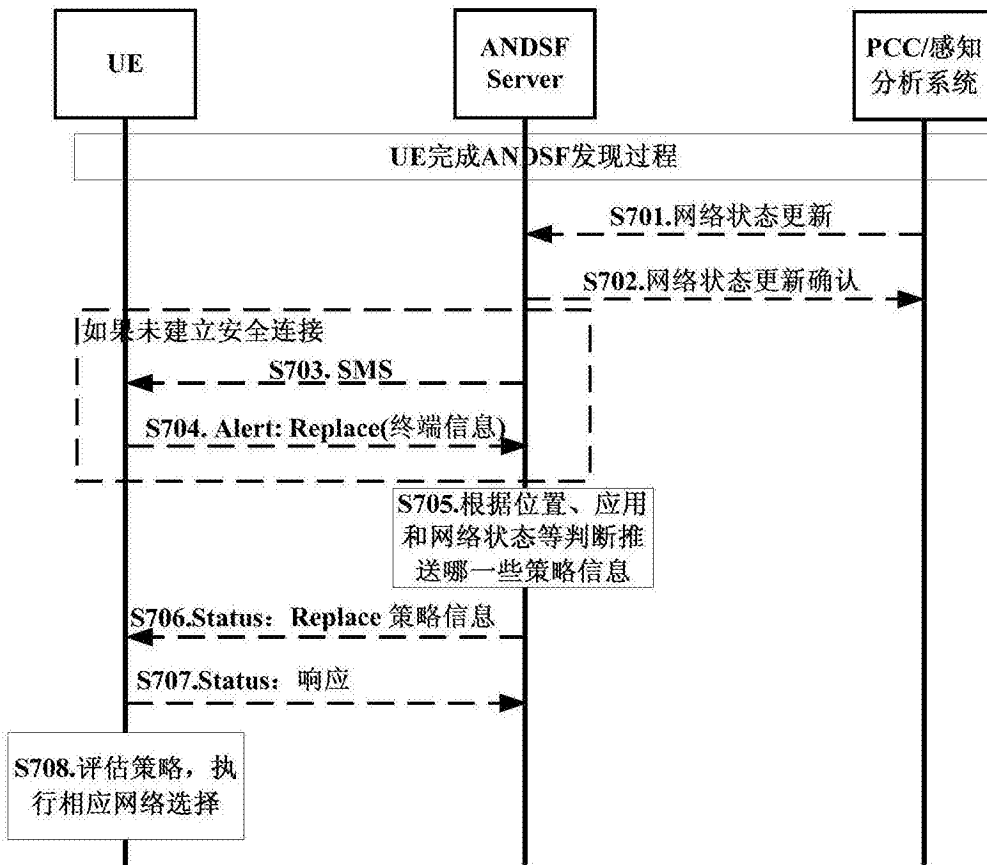 UE
ANDSF
Server
PCC/感知
分析系统
UE完成ANDSF发现过程
S701.网络状态更新
S702.网络状态更新确认
如果未建立安全连接
S703. SMS
S704. Alert: Replace(终端信息)
S705.根据位置、应用
和网络状态等判断推
送哪一些策略信息
S706.Status：Replace 策略信息
S707.Status：响应
S708.评估策略，执
行相应网络选择